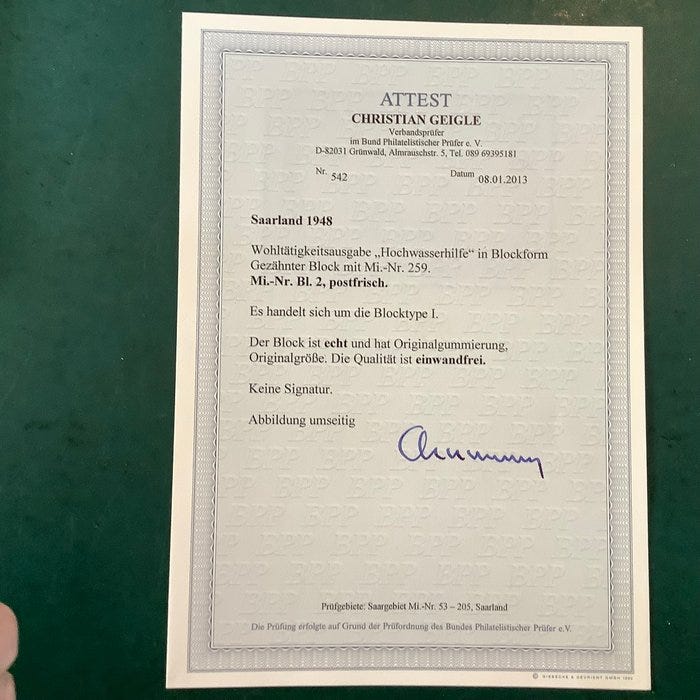 ATTEST
CHRISTIAN GEIGLE
Verbandsprüfer
im Bund Philatelistischer Prüfer e. V.
D-82031 Grünwald, Almrauschstr. 5, Tel. 089 69395181
Nr. 542 Datum 08.01.2013
Saarland 1948
Wohltätigkeitsausgabe „Hochwasserhilfe“ in Blockform
Gezähnter Block mit Mi.-Nr. 259.
Mi.-Nr. Bl. 2, postfrisch.
Es handelt sich um die Blocktype I.
Der Block ist echt und hat Originalgummierung,
Originalgröße. Die Qualität ist einwandfrei.
Keine Signatur.
Abbildung umseitig
Prüfgebiete: Saargebiet Mi.-Nr. 53 – 205, Saarland
Die Prüfung erfolgte auf Grund der Prüfordnung des Bundes Philatelistischer Prüfer e.V.
© GIESECKE & DEVRIENT GMBH